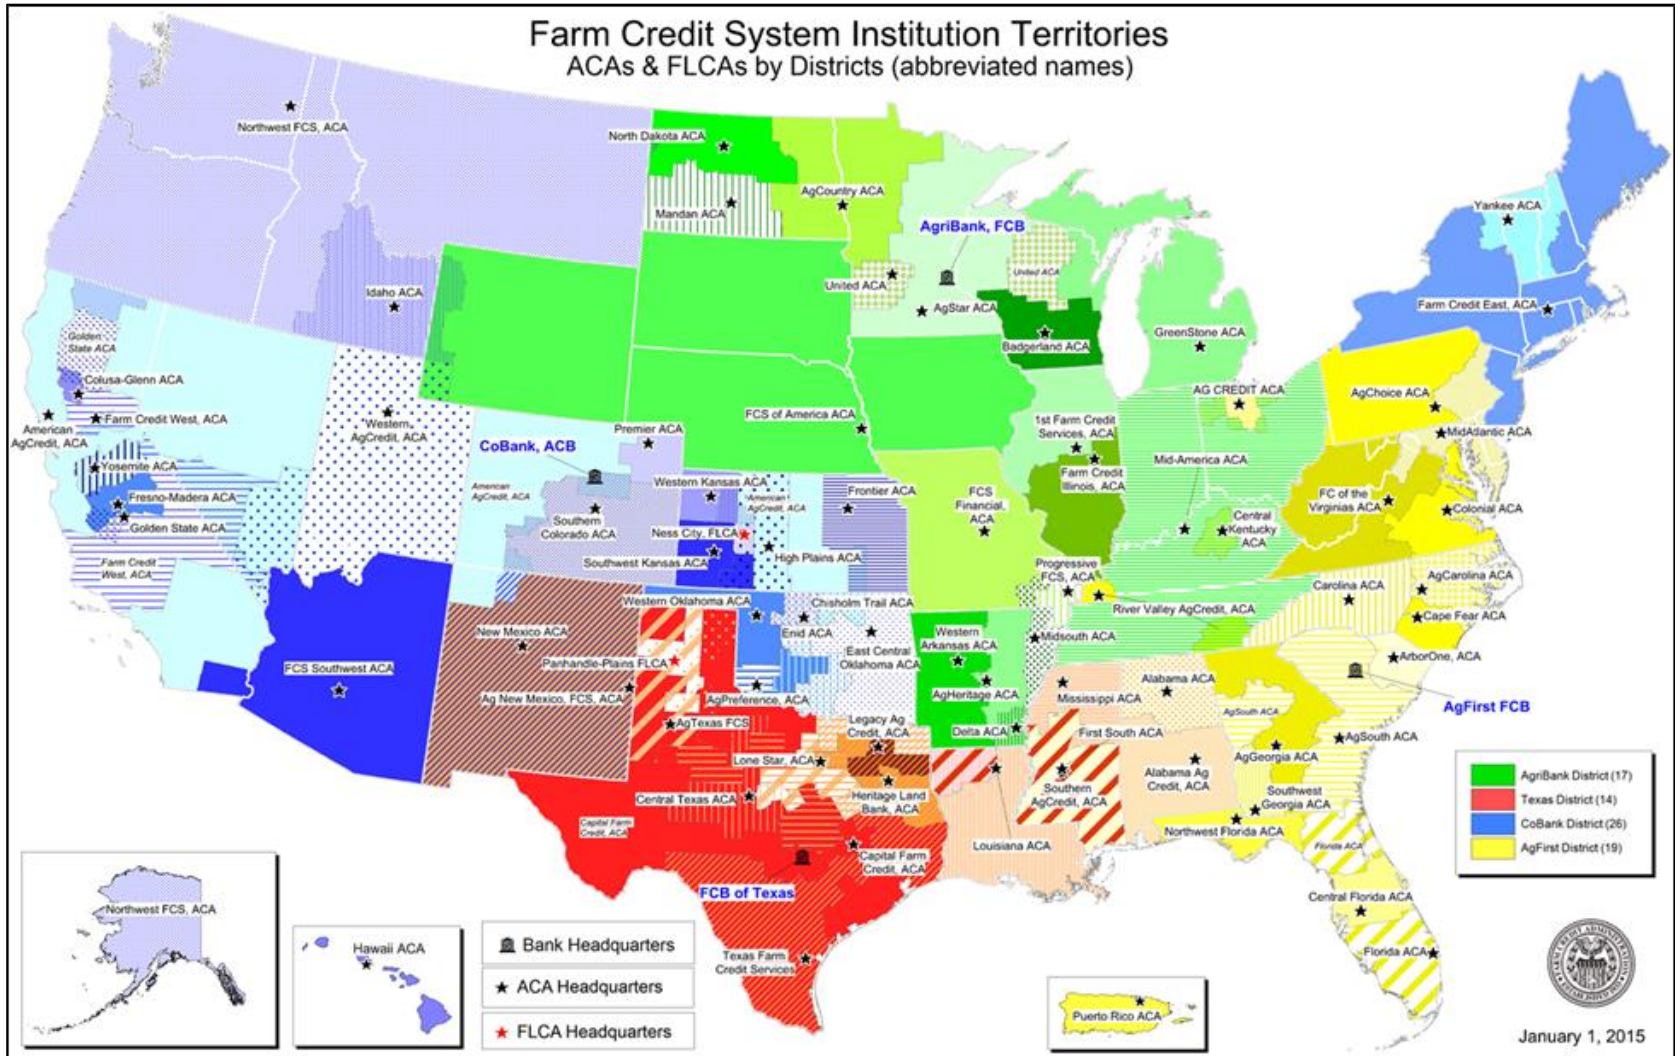 Farm Credit System Institution Territories
ACAs & FLCAs by Districts (abbreviated names)
Northwest FCS, ACA
North Dakota ACA
Mandan ACA
AgCountry ACA
AgriBank, FCB
United ACA
United ACA
AgStar ACA
Badgerland ACA
GreenStone ACA
Yankee ACA
Farm Credit East, ACA
Idaho ACA
Golden
State ACA
Colusa-Glenn ACA
Farm Credit West, ACA
American
AgCredit, ACA
Yosemite ACA
Fresno-Madera ACA
Golden State ACA
Farm Credit
West, ACA
Western
AgCredit, ACA
CoBank, ACB
Premier ACA
American
AgCredit, ACA
Southern
Colorado ACA
FCS of America ACA
Western Kansas ACA
American
AgCredit, ACA
Frontier ACA
Ness City, FLCA
High Plains ACA
Southwest Kansas ACA
1st Farm Credit
Services, ACA
Farm Credit
Illinois, ACA
FCS
Financial,
ACA
AG CREDIT ACA
Mid-America ACA
Central
Kentucky
ACA
AgChoice ACA
MidAtlantic ACA
FC of the
Virginias ACA
Colonial ACA
Progressive
FCS, ACA
River Valley AgCredit, ACA
Carolina ACA
AgCarolina ACA
Cape Fear ACA
ArborOne, ACA
AgFirst FCB
FCS Southwest ACA
New Mexico ACA
Ag New Mexico, FCS, ACA
Western Oklahoma ACA
Chisholm Trail ACA
Enid ACA
East Central
Oklahoma ACA
Panhandle-Plains FLCA
AgPreference, ACA
AgTexas FCS
Western
Arkansas ACA
AgHeritage ACA
Midsouth ACA
Delta ACA
Mississippi ACA
Alabama ACA
First South ACA
AgSouth ACA
AgSouth ACA
AgGeorgia ACA
Legacy Ag
Credit, ACA
Lone Star, ACA
Heritage Land
Bank, ACA
Central Texas ACA
Capital Farm
Credit, ACA
Capital Farm
Credit, ACA
FCB of Texas
Texas Farm
Credit Services
Louisiana ACA
Southern
AgCredit, ACA
Alabama Ag
Credit, ACA
Southwest
Georgia ACA
Northwest Florida ACA
Florida ACA
Central Florida ACA
Florida ACA
AgriBank District (17)
Texas District (14)
CoBank District (26)
AgFirst District (19)
Northwest FCS, ACA
Hawaii ACA
Bank Headquarters
ACA Headquarters
FLCA Headquarters
Puerto Rico ACA
January 1, 2015